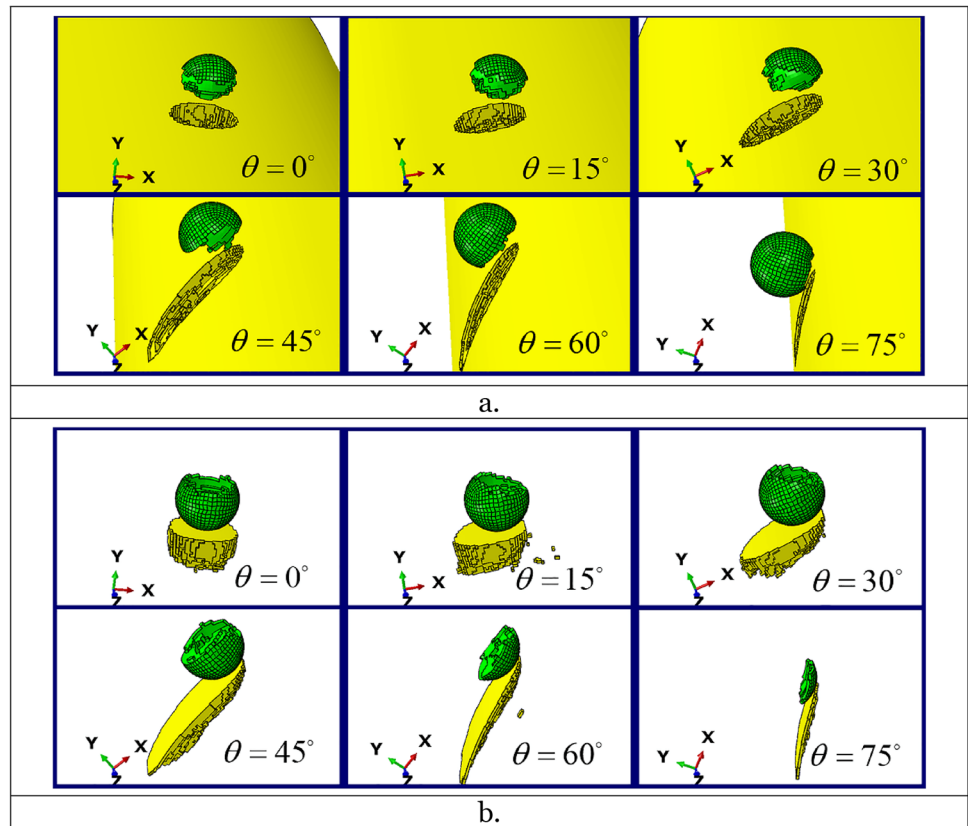 Y X Z θ = 0° Y X Z θ = 15° Y X Z θ = 30°
Y X Z θ = 45° Y X Z θ = 60° Y X Z θ = 75°
a.
Y X Z θ = 0° Y X Z θ = 15° Y X Z θ = 30°
Y X Z θ = 45° Y X Z θ = 60° Y X Z θ = 75°
b.